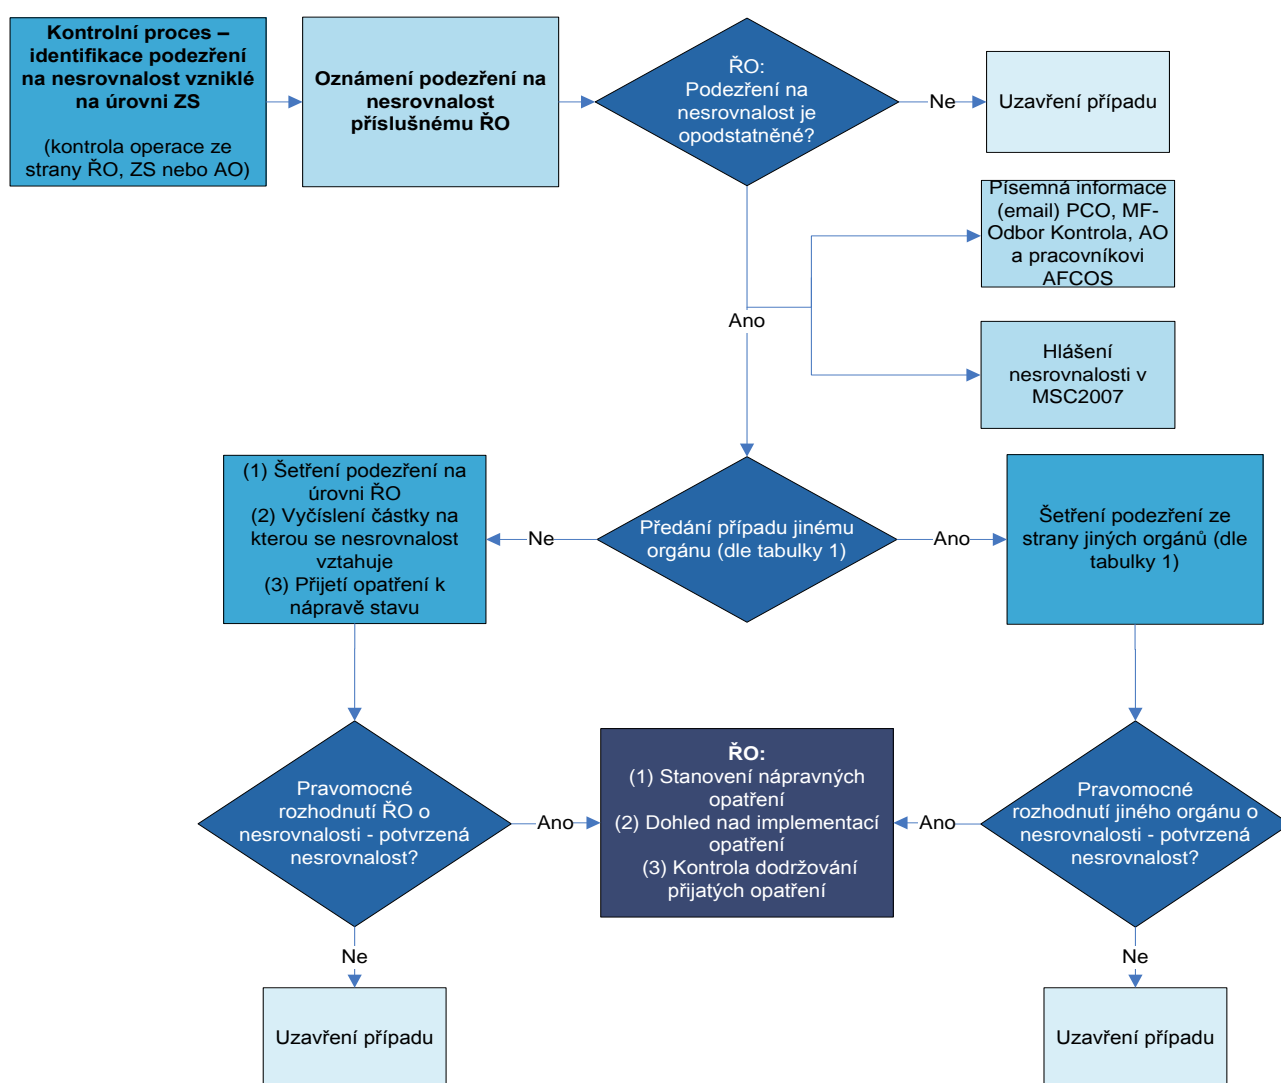 Kontrolní proces –
identifikace podezření
na nesrovnalost vzniklé
na úrovni ZS
(kontrola operace ze
strany ŘO, ZS nebo AO)
Oznámení podezření na
nesrovnalost
příslušnému ŘO
ŘO:
Podezření na
nesrovnalost je
opodstatněné?
Ne
Uzavření případu
Písemná informace
(email) PCO, MF-
Odbor Kontrola, AO
a pracovníkovi
AFCOS
Ano
Hlášení
nesrovnalosti v
MSC2007
(1) Šetření podezření na
úrovni ŘO
(2) Vyčíslení částky na
kterou se nesrovnalost
vztahuje
(3) Přijetí opatření k
nápravě stavu
Ne
Předání případu jinému
orgánu (dle tabulky 1)
Ano
Šetření podezření ze
strany jiných orgánů (dle
tabulky 1)
Pravomocné
rozhodnutí ŘO o
nesrovnalosti - potvrzená
nesrovnalost?
Ano
ŘO:
(1) Stanovení nápravných
opatření
(2) Dohled nad implementací
opatření
(3) Kontrola dodržování
přijatých opatření
Ano
Pravomocné
rozhodnutí jiného orgánu o
nesrovnalosti - potvrzená
nesrovnalost?
Ne
Ne
Uzavření případu
Uzavření případu